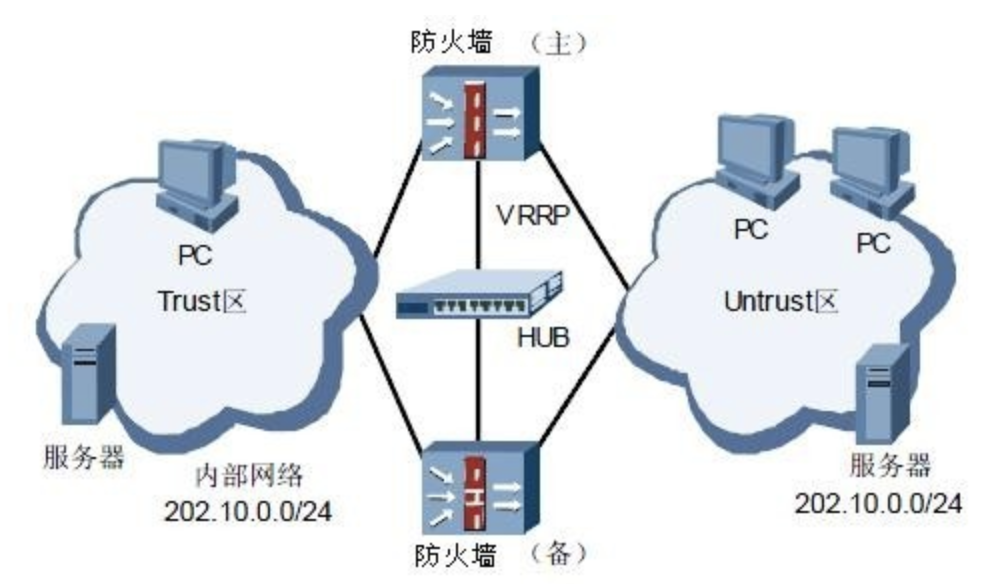 防火墙 （主）
VRRP
PC
Trust区
PC
PC
Untrust区
HUB
服务器
内部网络
202.10.0.0/24
服务器
202.10.0.0/24
防火墙 （备）